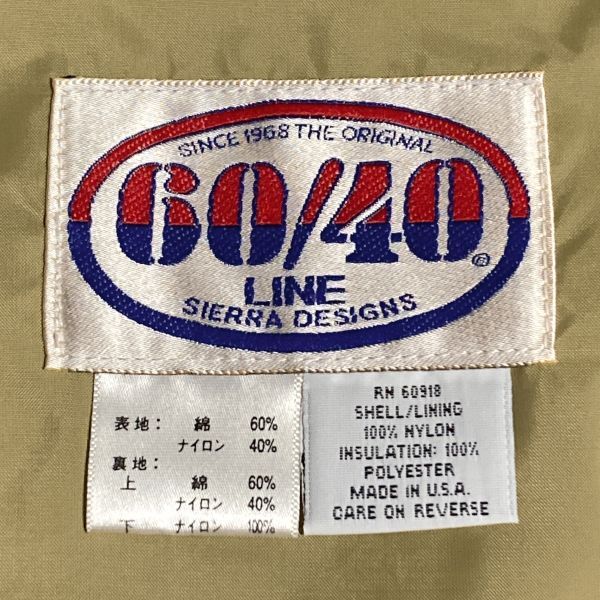 SINCE 1968 THE ORIGINAL
60/40®
LINE
SIERRA DESIGNS
表地: 綿 60%
ナイロン 40%
裏地:
上 綿 60%
ナイロン 40%
下 ナイロン 100%
RN 60918
SHELL/LINING
100% NYLON
INSULATION: 100%
POLYESTER
MADE IN U.S.A.
CARE ON REVERSE